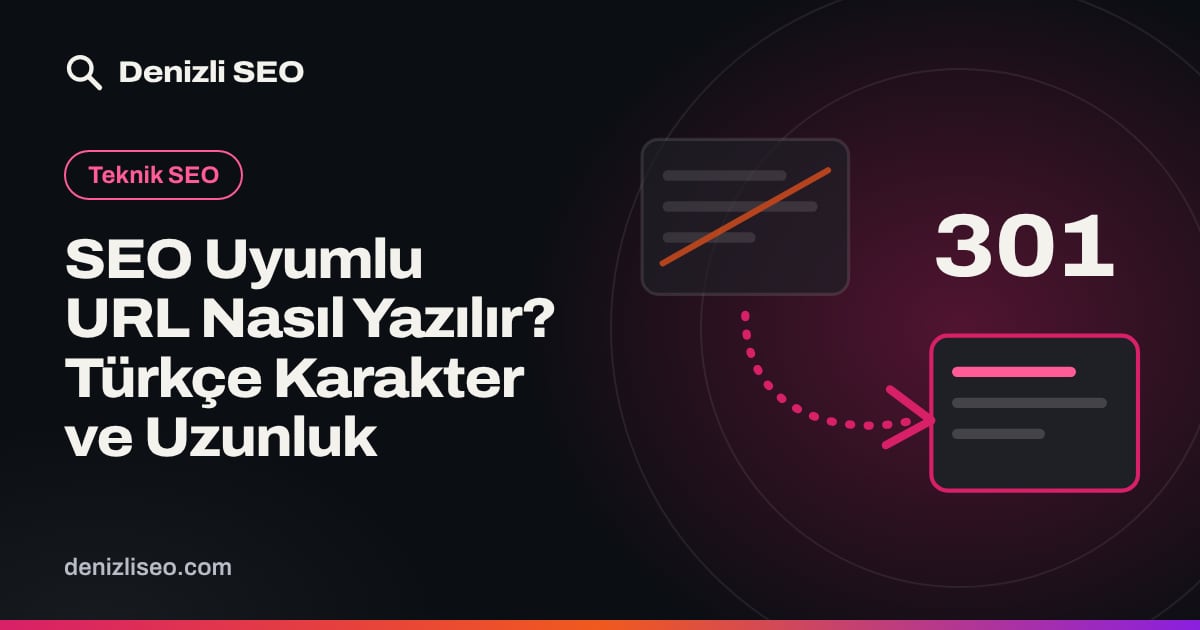 Denizli SEO
Teknik SEO
SEO Uyumlu
URL Nasıl Yazılır?
Türkçe Karakter
ve Uzunluk
301
denizliseo.com